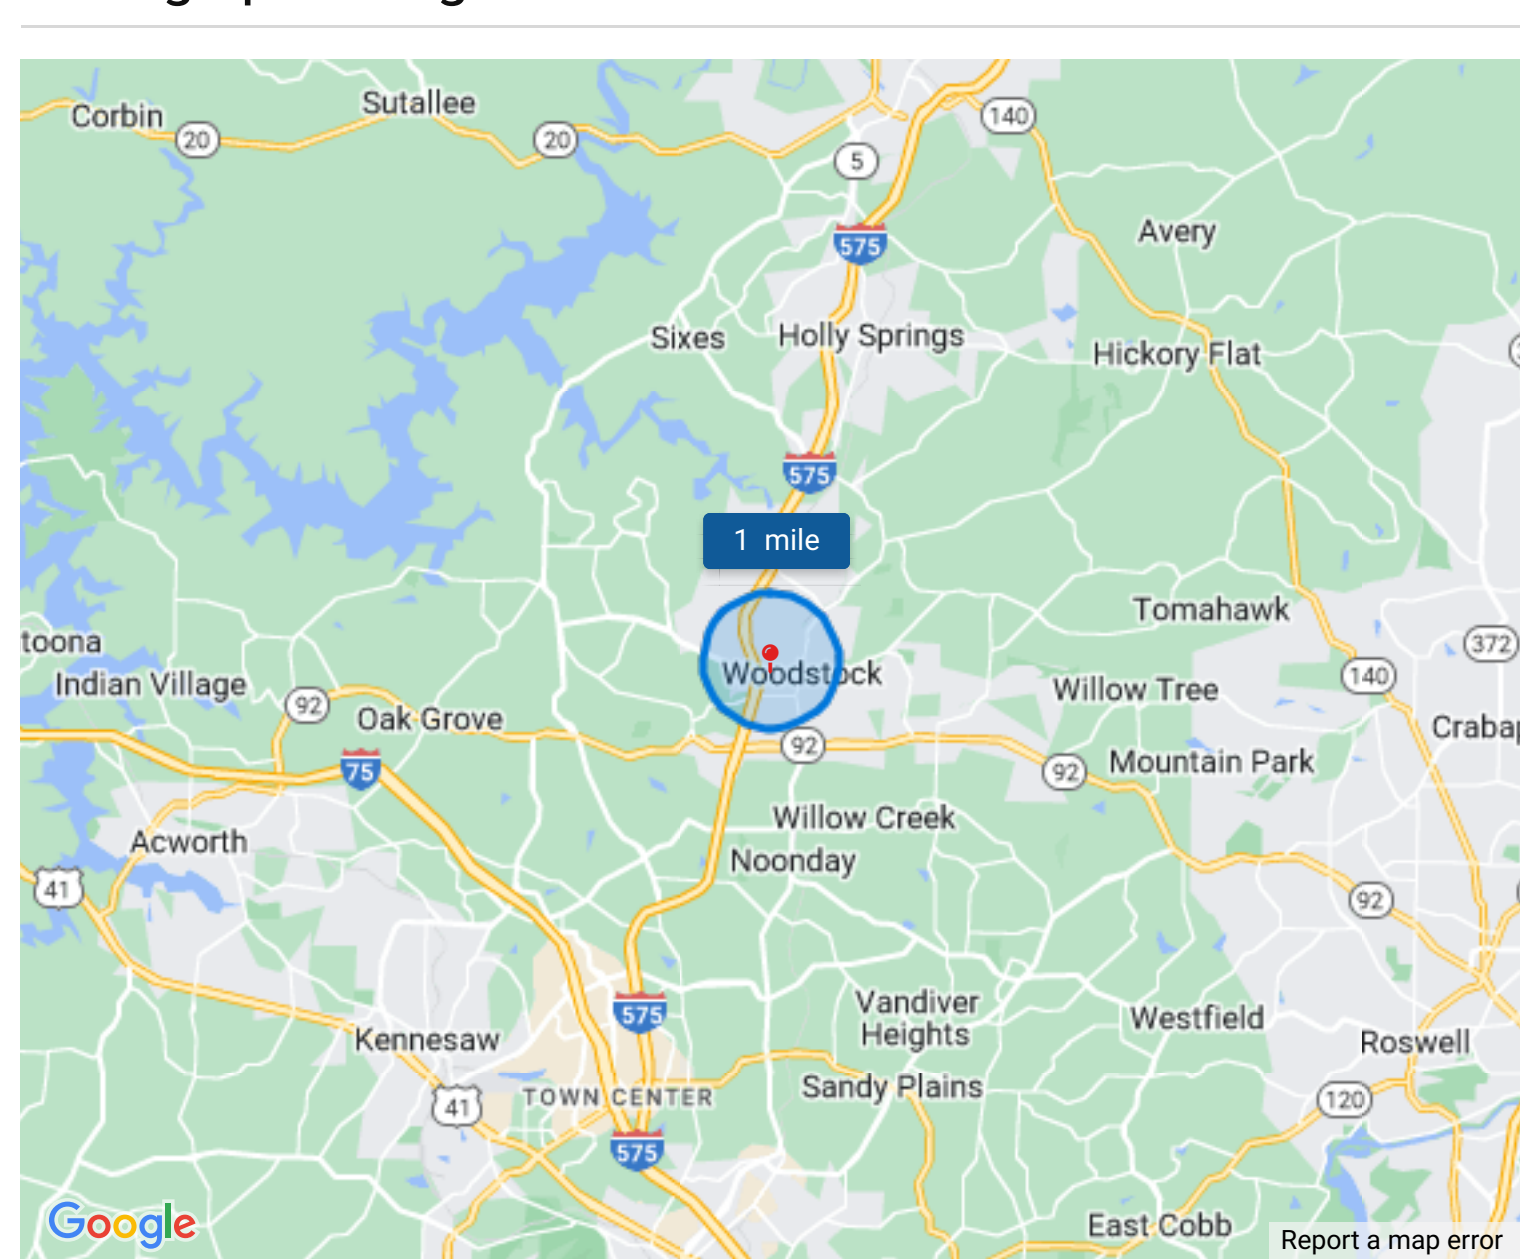 Corbin
Sutallee
20
20
140
5
Avery
575
Sixes
Holly Springs
Hickory Flat
575
1 mile
Tomahawk
toona
372
Indian Village
92
Oak Grove
Woodstock
Willow Tree
140
Crabap
75
92
92
Mountain Park
Willow Creek
Acworth
Noonday
41
92
575
Vandiver
Heights
Westfield
Kennesaw
Roswell
Sandy Plains
TOWN CENTER
41
120
575
Google
East Cobb
Report a map error